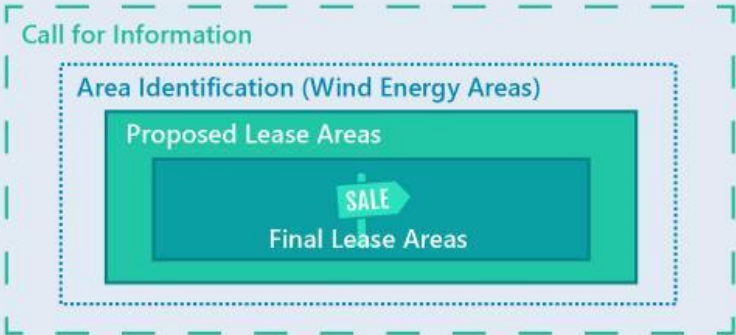 Call for Information
Area Identification (Wind Energy Areas)
Proposed Lease Areas
SALE
Final Lease Areas